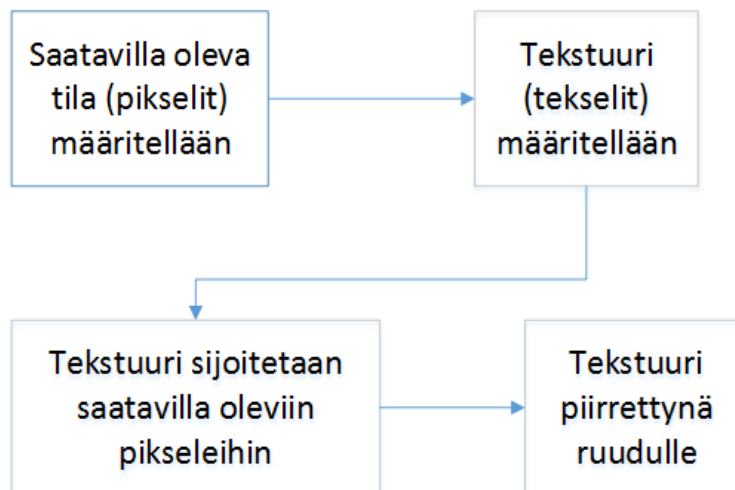 Saatavilla oleva
tila (pikselit)
määritellään
Tekstuuri
(tekselit)
määritellään
Tekstuuri sijoitetaan
saatavilla oleviin
pikseleihin
Tekstuuri
piirrettynä
ruudulle